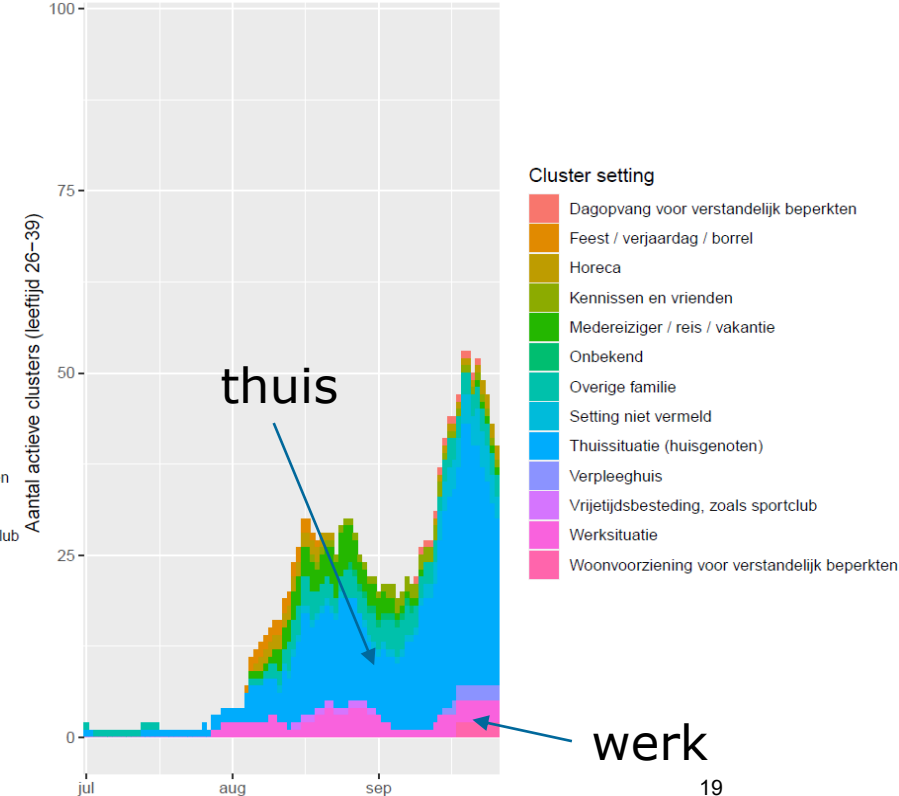 100
75
50
25
0
Aantal actieve clusters (leeftijd 26−39)
en
lub
jul
aug
sep
thuis
werk
Cluster setting
Dagopvang voor verstandelijk beperkten
Feest / verjaardag / borrel
Horeca
Kennissen en vrienden
Medereiziger / reis / vakantie
Onbekend
Overige familie
Setting niet vermeld
Thuissituatie (huisgenoten)
Verpleeghuis
Vrijetijdsbesteding, zoals sportclub
Werksituatie
Woonvoorziening voor verstandelijk beperkten
19